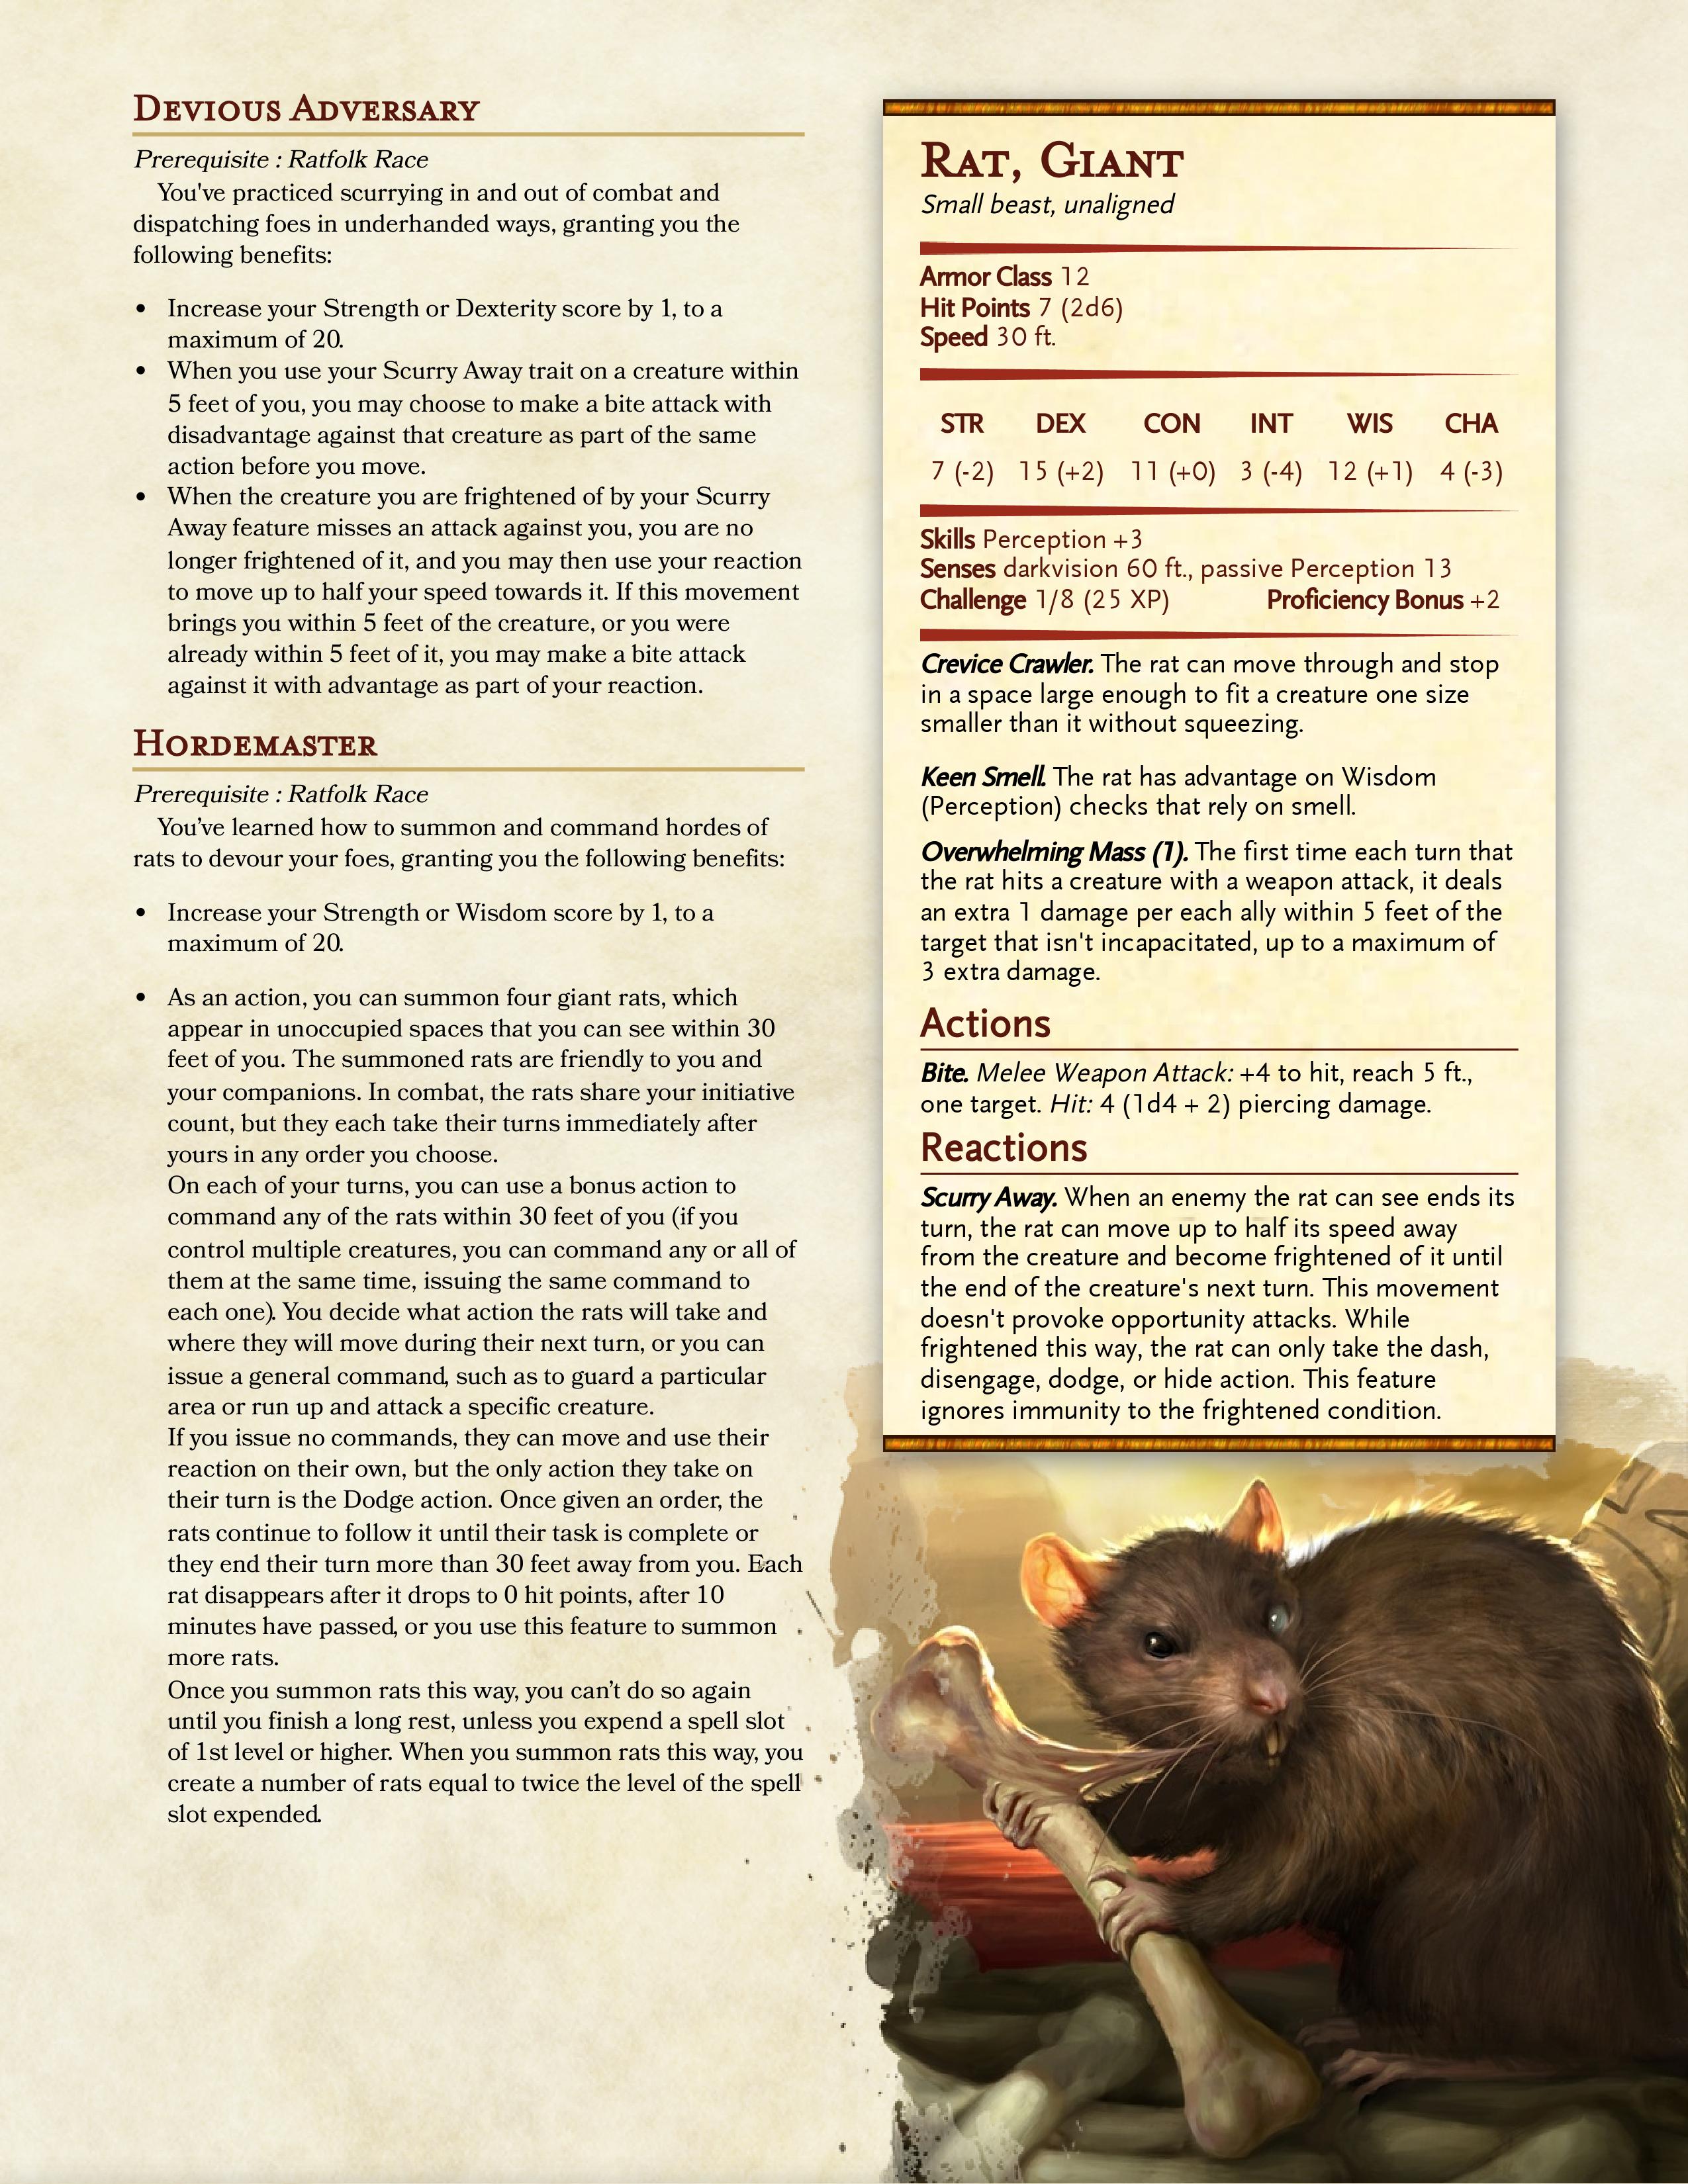 Devious Adversary
Prerequisite : Ratfolk Race
You've practiced scurrying in and out of combat and
dispatching foes in underhanded ways, granting you the
following benefits:
• Increase your Strength or Dexterity score by 1, to a
maximum of 20.
• When you use your Scurry Away trait on a creature within
5 feet of you, you may choose to make a bite attack with
disadvantage against that creature as part of the same
action before you move.
• When the creature you are frightened of by your Scurry
Away feature misses an attack against you, you are no
longer frightened of it, and you may then use your reaction
to move up to half your speed towards it. If this movement
brings you within 5 feet of the creature, or you were
already within 5 feet of it, you may make a bite attack
against it with advantage as part of your reaction.
Hordemaster
Prerequisite : Ratfolk Race
You’ve learned how to summon and command hordes of
rats to devour your foes, granting you the following benefits:
• Increase your Strength or Wisdom score by 1, to a
maximum of 20.
• As an action, you can summon four giant rats, which
appear in unoccupied spaces that you can see within 30
feet of you. The summoned rats are friendly to you and
your companions. In combat, the rats share your initiative
count, but they each take their turns immediately after
yours in any order you choose.
On each of your turns, you can use a bonus action to
command any of the rats within 30 feet of you (if you
control multiple creatures, you can command any or all of
them at the same time, issuing the same command to
each one). You decide what action the rats will take and
where they will move during their next turn, or you can
issue a general command, such as to guard a particular
area or run up and attack a specific creature.
If you issue no commands, they can move and use their
reaction on their own, but the only action they take on
their turn is the Dodge action. Once given an order, the
rats continue to follow it until their task is complete or
they end their turn more than 30 feet away from you. Each
rat disappears after it drops to 0 hit points, after 10
minutes have passed, or you use this feature to summon
more rats.
Once you summon rats this way, you can’t do so again
until you finish a long rest, unless you expend a spell slot
of 1st level or higher. When you summon rats this way, you
create a number of rats equal to twice the level of the spell
slot expended.
Rat, Giant
Small beast, unaligned
Armor Class 12
Hit Points 7 (2d6)
Speed 30 ft.
STR DEX CON INT WIS CHA
7 (-2) 15 (+2) 11 (+0) 3 (-4) 12 (+1) 4 (-3)
Skills Perception +3
Senses darkvision 60 ft., passive Perception 13
Challenge 1/8 (25 XP) Proficiency Bonus +2
Crevice Crawler. The rat can move through and stop
in a space large enough to fit a creature one size
smaller than it without squeezing.
Keen Smell. The rat has advantage on Wisdom
(Perception) checks that rely on smell.
Overwhelming Mass (1). The first time each turn that
the rat hits a creature with a weapon attack, it deals
an extra 1 damage per each ally within 5 feet of the
target that isn't incapacitated, up to a maximum of
3 extra damage.
Actions
Bite. Melee Weapon Attack: +4 to hit, reach 5 ft.,
one target. Hit: 4 (1d4 + 2) piercing damage.
Reactions
Scurry Away. When an enemy the rat can see ends its
turn, the rat can move up to half its speed away
from the creature and become frightened of it until
the end of the creature's next turn. This movement
doesn't provoke opportunity attacks. While
frightened this way, the rat can only take the dash,
disengage, dodge, or hide action. This feature
ignores immunity to the frightened condition.